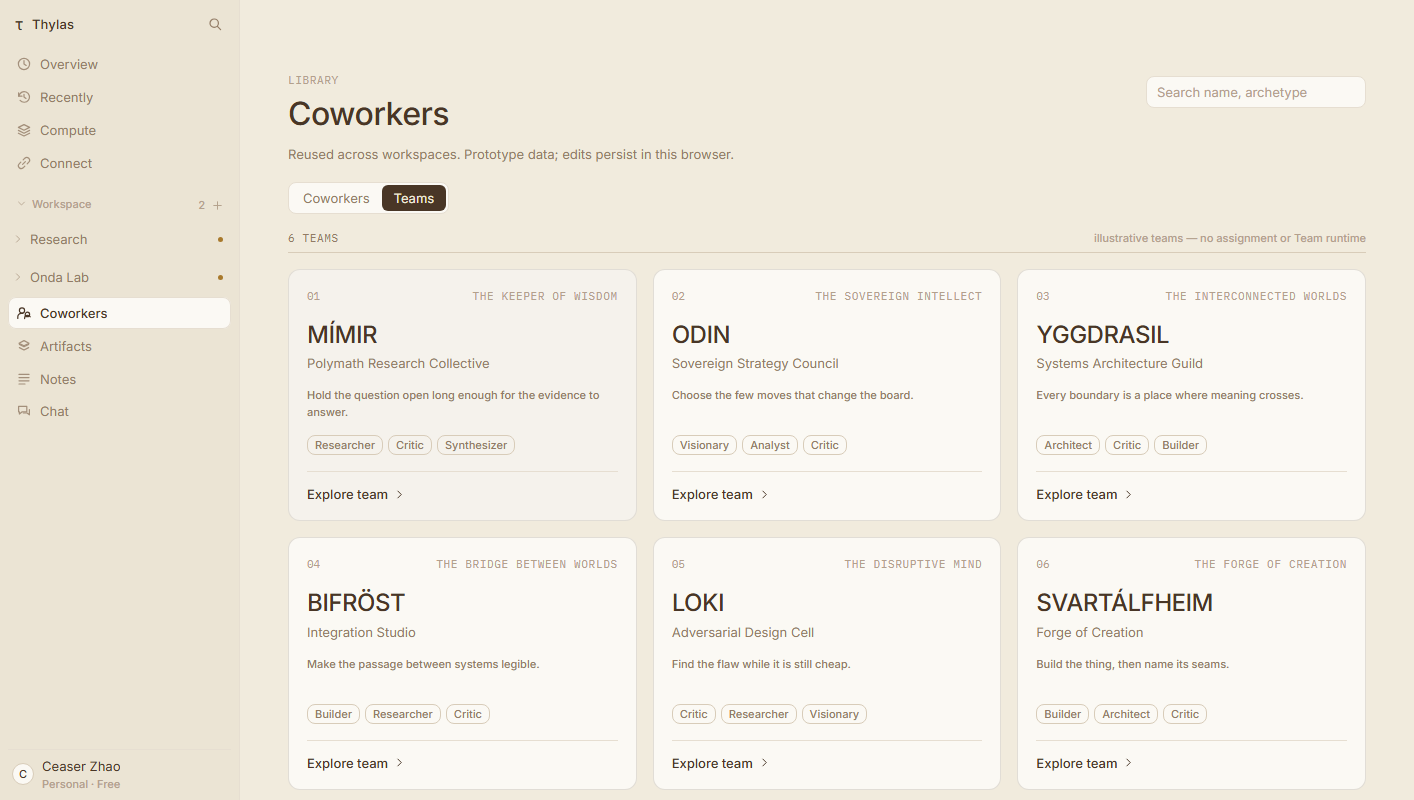 τ Thylas
Overview
Recently
Compute
Connect
Workspace 2 +
Research
Onda Lab
Coworkers
Artifacts
Notes
Chat
C
Ceaser Zhao
Personal · Free
LIBRARY
Coworkers
Search name, archetype
Reused across workspaces. Prototype data; edits persist in this browser.
Coworkers Teams
6 TEAMS
illustrative teams — no assignment or Team runtime
01 THE KEEPER OF WISDOM
MÍMIR
Polymath Research Collective
Hold the question open long enough for the evidence to
answer.
Researcher Critic Synthesizer
Explore team
02 THE SOVEREIGN INTELLECT
ODIN
Sovereign Strategy Council
Choose the few moves that change the board.
Visionary Analyst Critic
Explore team
03 THE INTERCONNECTED WORLDS
YGGDRASIL
Systems Architecture Guild
Every boundary is a place where meaning crosses.
Architect Critic Builder
Explore team
04 THE BRIDGE BETWEEN WORLDS
BIFRÖST
Integration Studio
Make the passage between systems legible.
Builder Researcher Critic
Explore team
05 THE DISRUPTIVE MIND
LOKI
Adversarial Design Cell
Find the flaw while it is still cheap.
Critic Researcher Visionary
Explore team
06 THE FORGE OF CREATION
SVARTÁLFHEIM
Forge of Creation
Build the thing, then name its seams.
Builder Architect Critic
Explore team